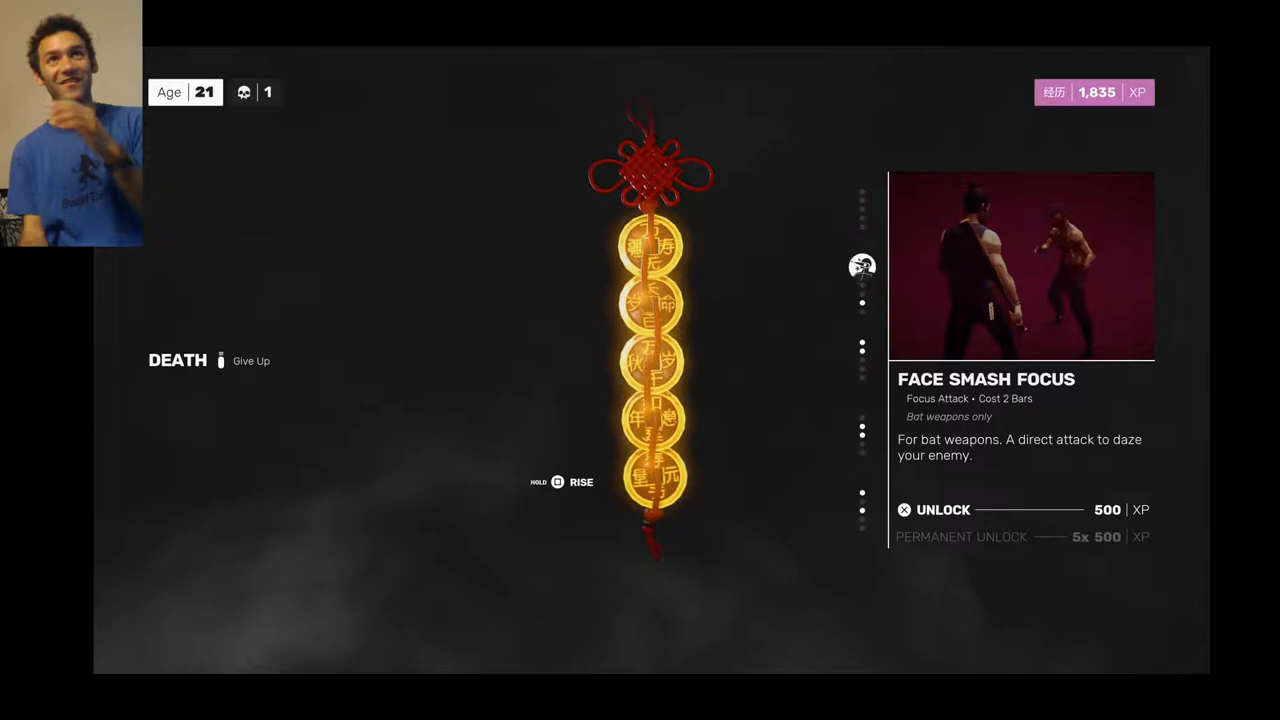 Age 21
1
经历 1,835 XP
DEATH Give Up
HOLD RISE
FACE SMASH FOCUS
Focus Attack • Cost 2 Bars
Bat weapons only
For bat weapons. A direct attack to daze
your enemy.
UNLOCK 500 XP
PERMANENT UNLOCK 5x 500 XP